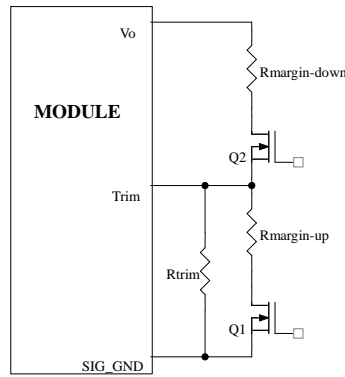 Vo
Rmargin-down
MODULE
Q2
Trim
Rmargin-up
Rtrim
Q1
SIG_GND